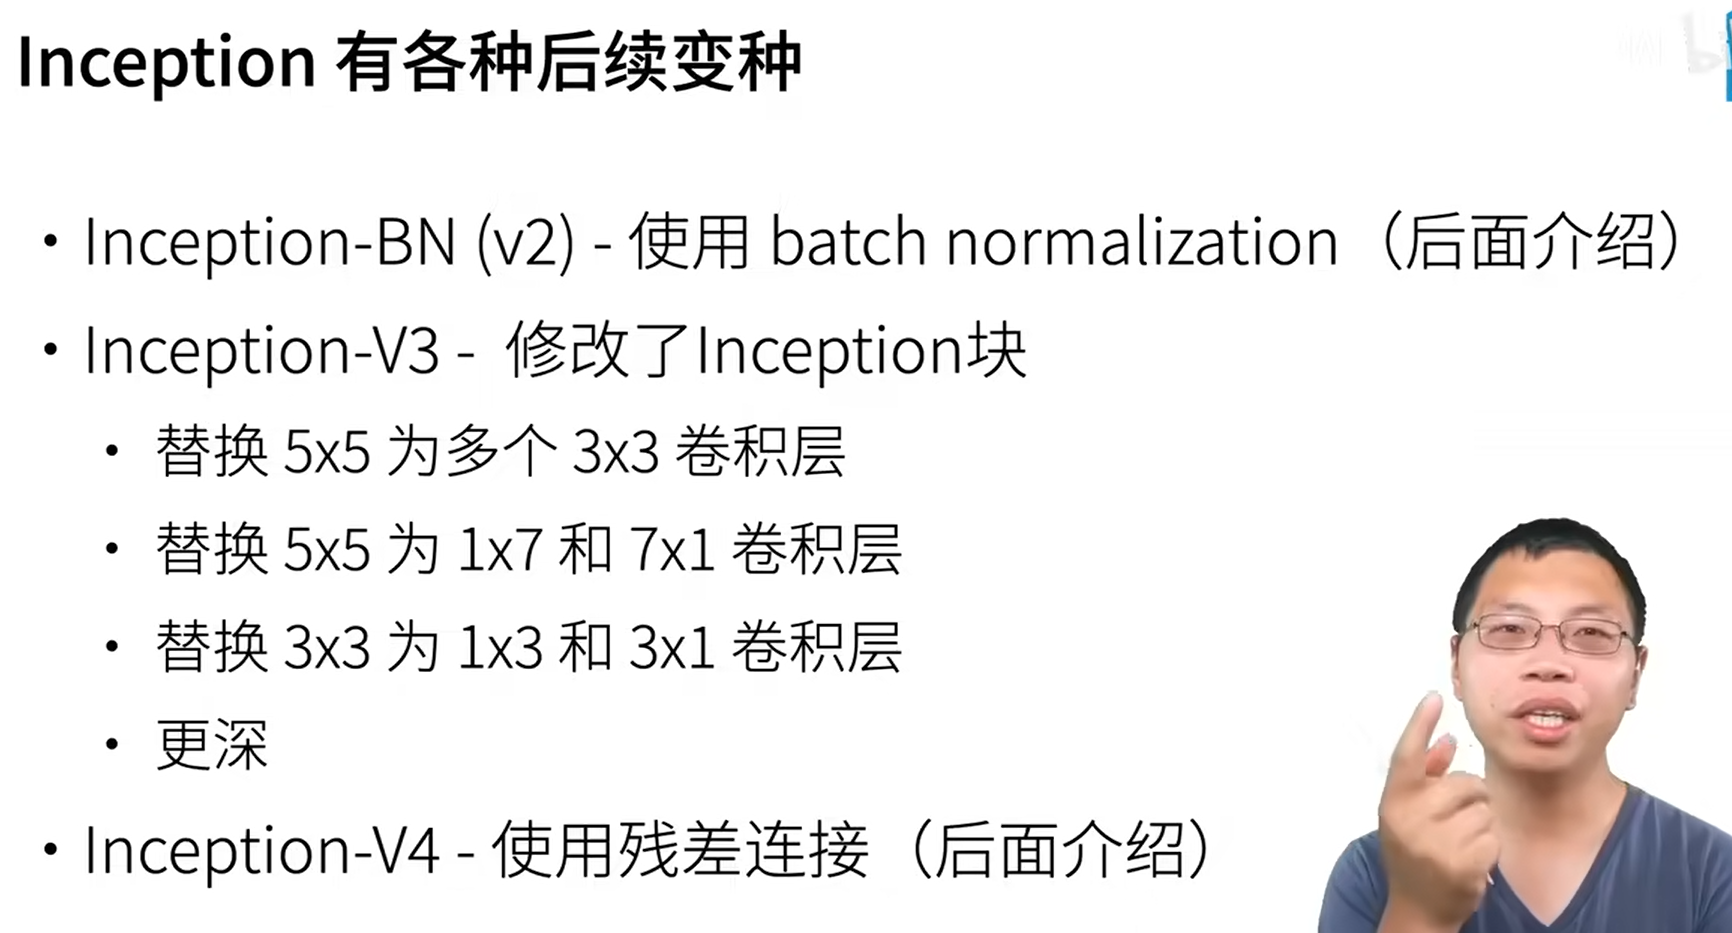 Inception 有各种后续变种
• Inception-BN (v2) - 使用 batch normalization（后面介绍）
• Inception-V3 - 修改了Inception块
• 替换 5x5 为多个 3x3 卷积层
• 替换 5x5 为 1x7 和 7x1 卷积层
• 替换 3x3 为 1x3 和 3x1 卷积层
• 更深
• Inception-V4 - 使用残差连接（后面介绍）